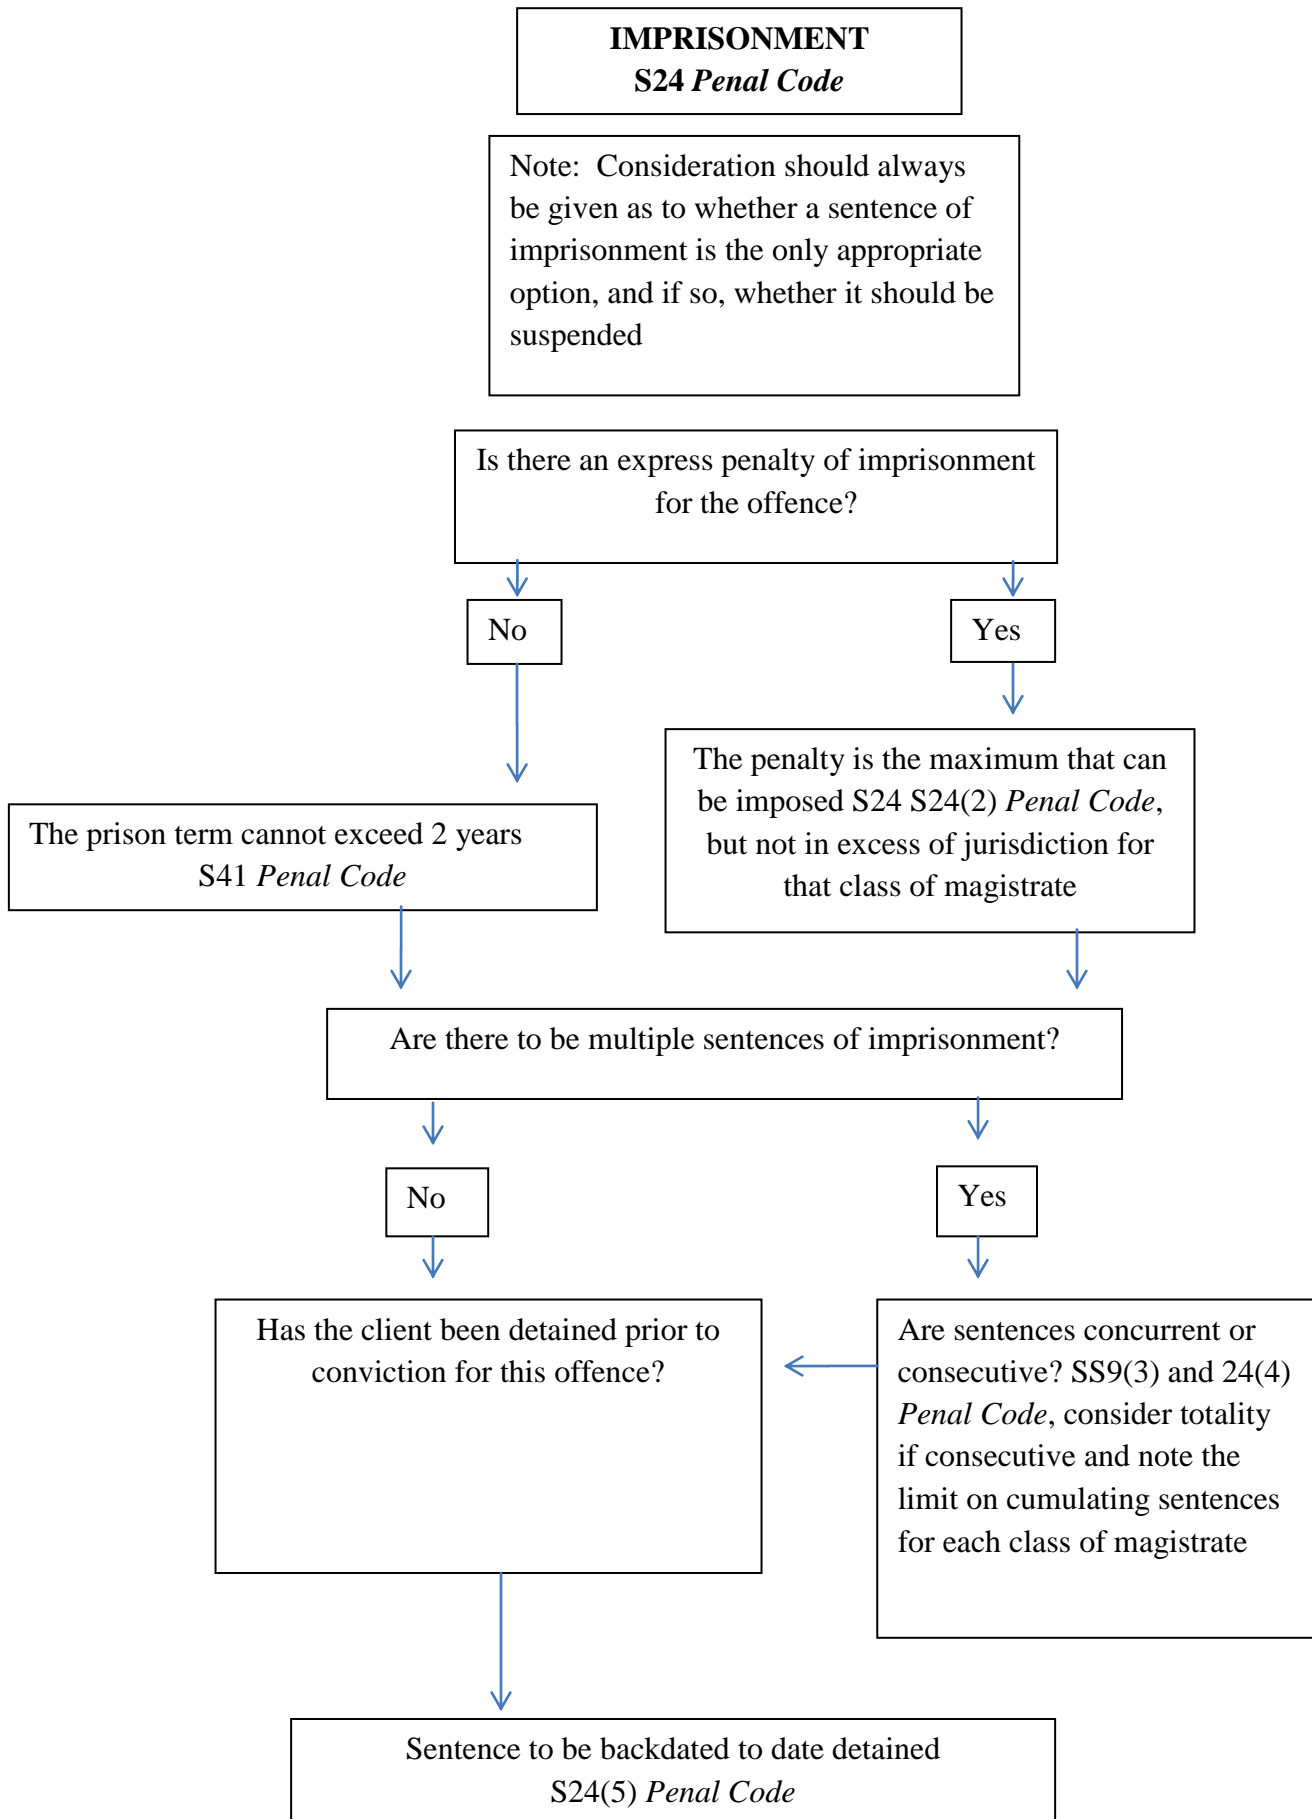 IMPRISONMENT
S24 Penal Code
Note:  Consideration should always
be given as to whether a sentence of
imprisonment is the only appropriate
option, and if so, whether it should be
suspended
Is there an express penalty of imprisonment
for the offence?
No
Yes
The prison term cannot exceed 2 years
S41 Penal Code
The penalty is the maximum that can
be imposed S24 S24(2) Penal Code,
but not in excess of jurisdiction for
that class of magistrate
Are there to be multiple sentences of imprisonment?
No
Yes
Has the client been detained prior to
conviction for this offence?
Are sentences concurrent or
consecutive? SS9(3) and 24(4)
Penal Code, consider totality
if consecutive and note the
limit on cumulating sentences
for each class of magistrate
Sentence to be backdated to date detained
S24(5) Penal Code